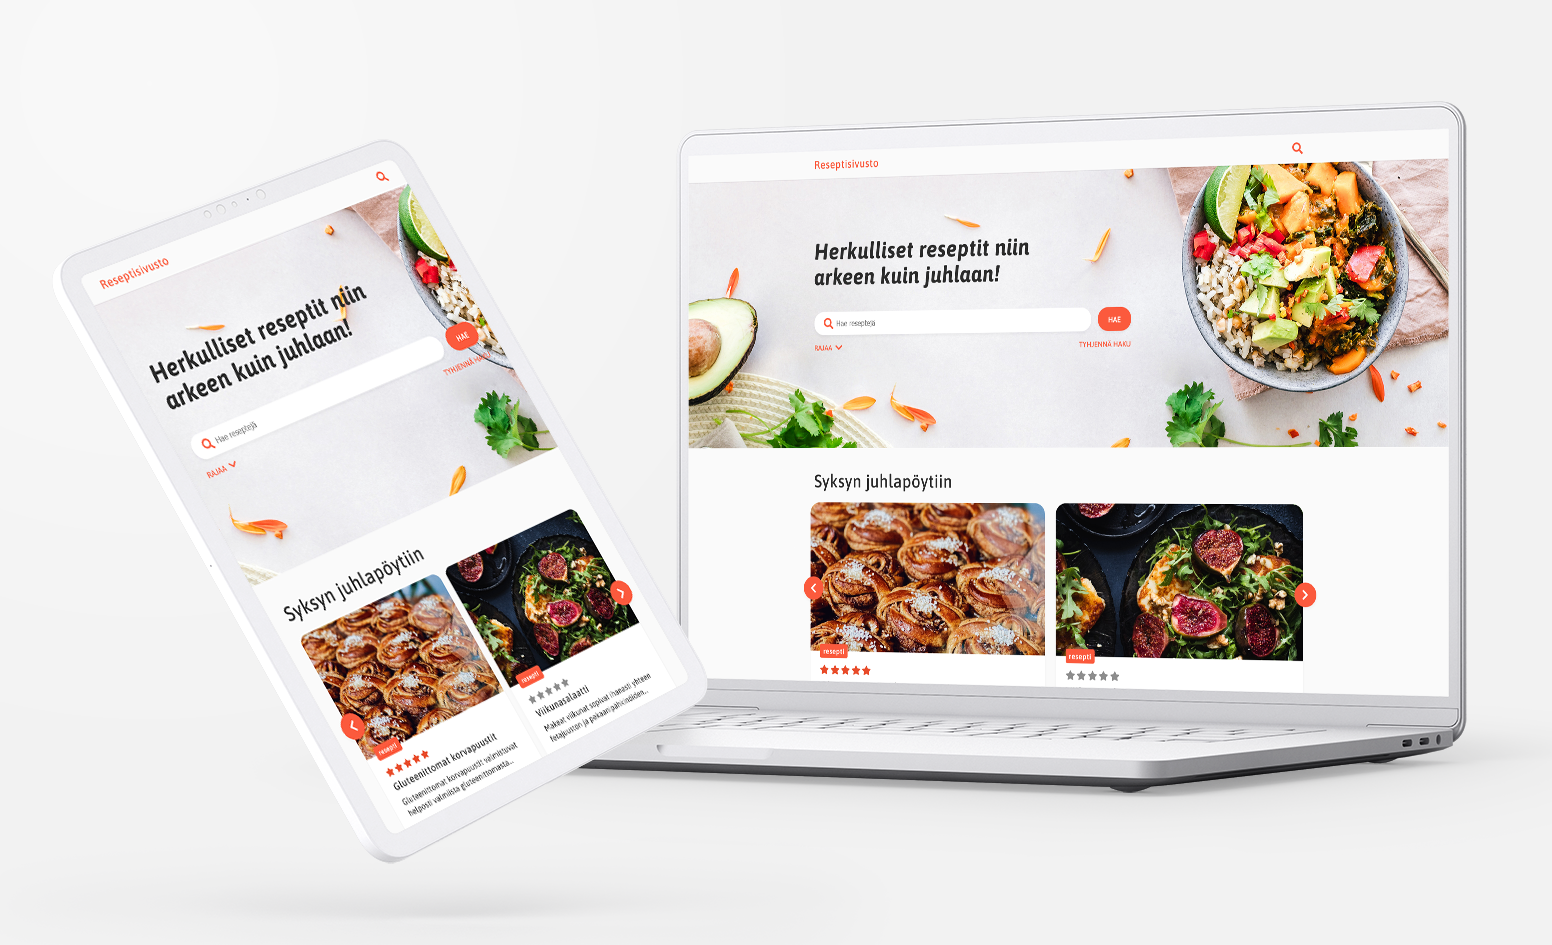 Reseptisivusto
Herkulliset reseptit niin
arkeen kuin juhlaan!
HAE
Hae reseptejä
TYHJENNÄ HAKU
RAJAA
Syksyn juhlapöytiin
resepti
Viikunasalaatti
Makeat viikunat sopivat ihanasti yhteen
fetajuuston ja pekaanipähkinöiden...
resepti
Gluteenittomat korvapuustit
Gluteenittomat korvapuustit valmistuvat
helposti valmiista gluteenittomasta...
Reseptisivusto
Herkulliset reseptit niin
arkeen kuin juhlaan!
Hae reseptejä
HAE
RAJAA
TYHJENNÄ HAKU
Syksyn juhlapöytiin
resepti
resepti